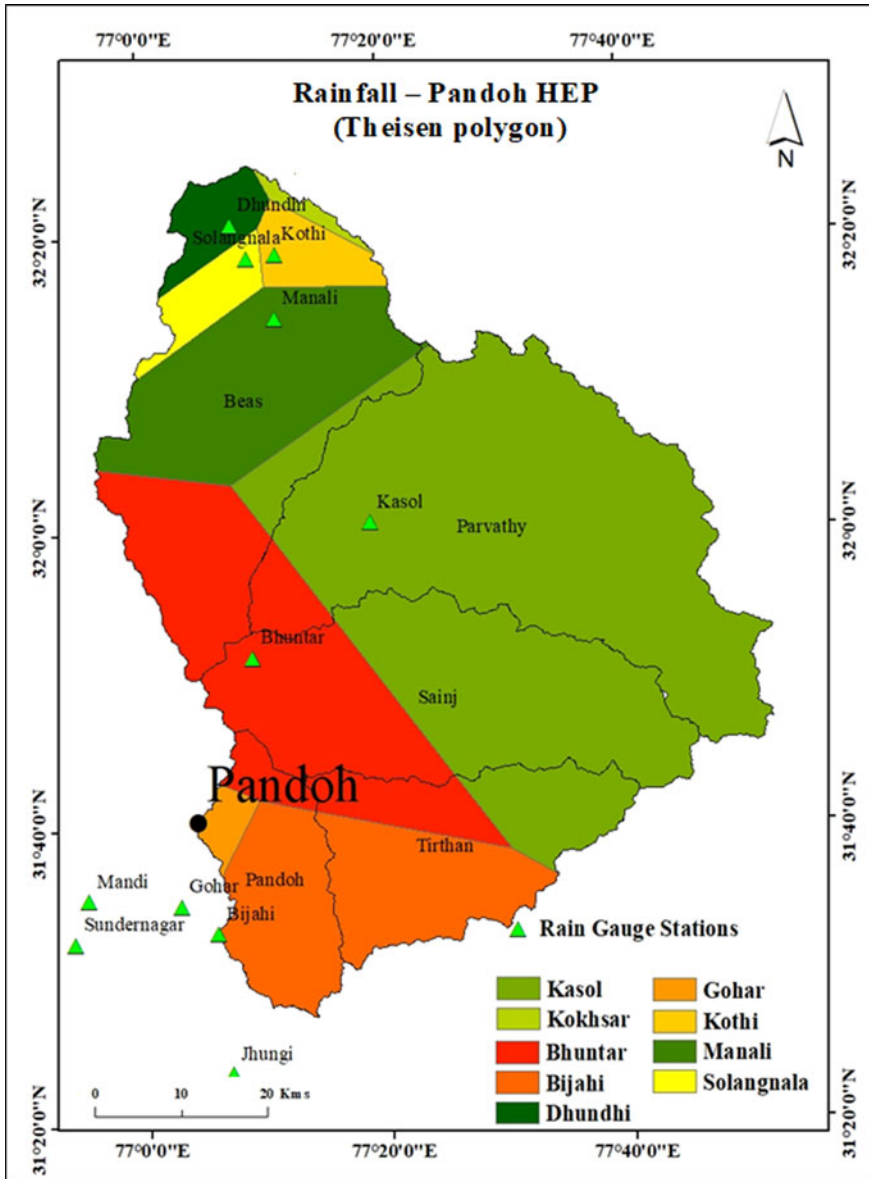 77°0'0"E
77°20'0"E
77°40'0"E
Rainfall – Pandoh HEP
(Theisen polygon)
N
32°20'0"N
32°20'0"N
Dhundhi
Solangnala
Kothi
Manali
Beas
Kasol
Parvathy
32°0'0"N
32°0'0"N
Bhuntar
Sainj
Pandoh
31°40'0"N
31°40'0"N
Tirthan
Mandi
Gohar
Pandoh
Sundernagar
Bijahi
Rain Gauge Stations
Kasol
Gohar
Kokhsar
Kothi
Bhuntar
Manali
Bijahi
Solangnala
Dhundhi
Jhungi
0 10 20 Kms
31°20'0"N
31°20'0"N
77°0'0"E
77°20'0"E
77°40'0"E